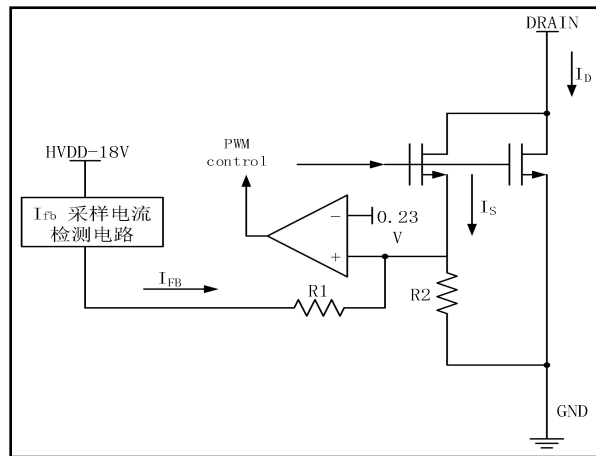 DRAIN
I_D
HVDD-18V
PWM
control
I_fb 采样电流
检测电路
− 0.23
V
+
I_S
I_FB
R1
R2
GND